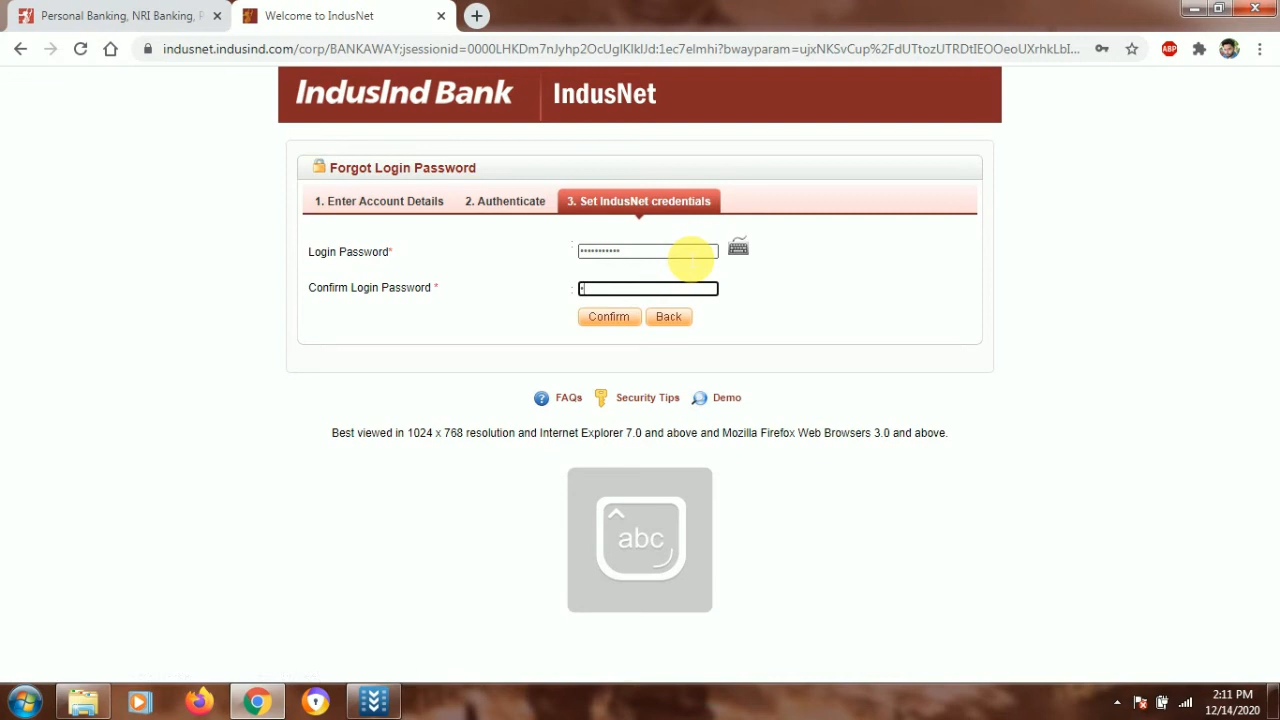 Personal Banking, NRI Banking, P
Welcome to IndusNet
indusnet.indusind.com/corp/BANKAWAY;jsessionid=0000LHKDm7nJyhp2OcUglKlklJd:1ec7elmhi?bwayparam=ujxNKSvCup%2FdUTtozUTRDtIEOOeoUXrhkLbI...
ABP
IndusInd Bank
IndusNet
Forgot Login Password
1. Enter Account Details 2. Authenticate 3. Set IndusNet credentials
Login Password* : •••••••••••
Confirm Login Password * : •
Confirm Back
FAQs Security Tips Demo
Best viewed in 1024 x 768 resolution and Internet Explorer 7.0 and above and Mozilla Firefox Web Browsers 3.0 and above.
abc
2:11 PM
12/14/2020